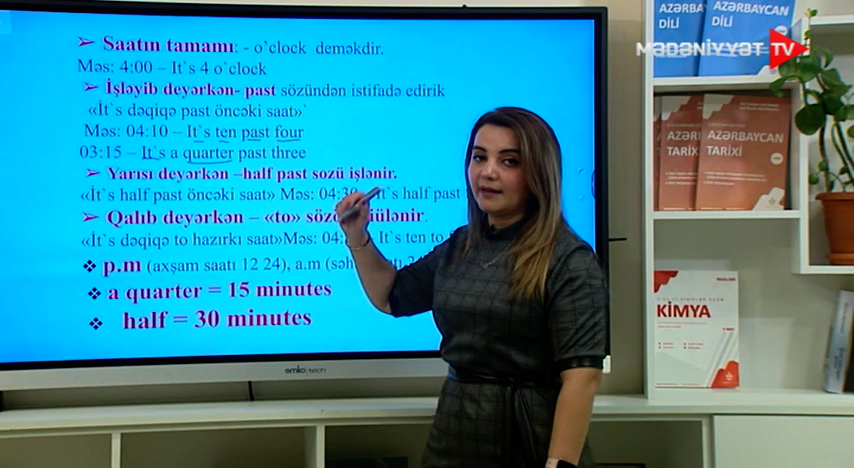 ➢ Saatın tamamı: - o`clock deməkdir.
Məs: 4:00 – It`s 4 o`clock
➢ İşləyib deyərkən- past sözündən istifadə edirik
«İt`s dəqiqə past öncəki saat»`
Məs: 04:10 – It`s ten past four
03:15 – It`s a quarter past three
➢ Yarısı deyərkən –half past sozü işlənir.
«İt`s half past öncəki saat» Məs: 04:30 It`s half past
➢ Qalıb deyərkən – «to» 
«İt`s dəqiqə to hazırkı saat»Məs: It`s ten to
❖ p.m (axşam saatı 12 24), a.m
❖ a quarter = 15 minutes
❖ half = 30 minutes
emko tech
MƏDƏNİYYƏT TV
AZƏRBAYCAN
DİLİ
AZƏRBAYCAN
DİLİ
AZƏRBAYCAN
TARİXİ
KİMYA